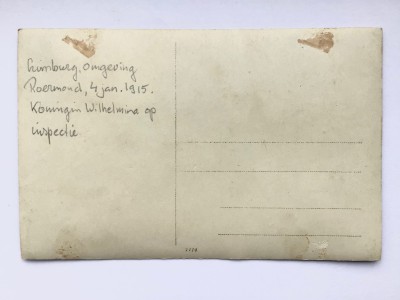 Limburg. omgeving
Roermond, 4 jan. 1915.
Koningin Wilhelmina op
inspectie